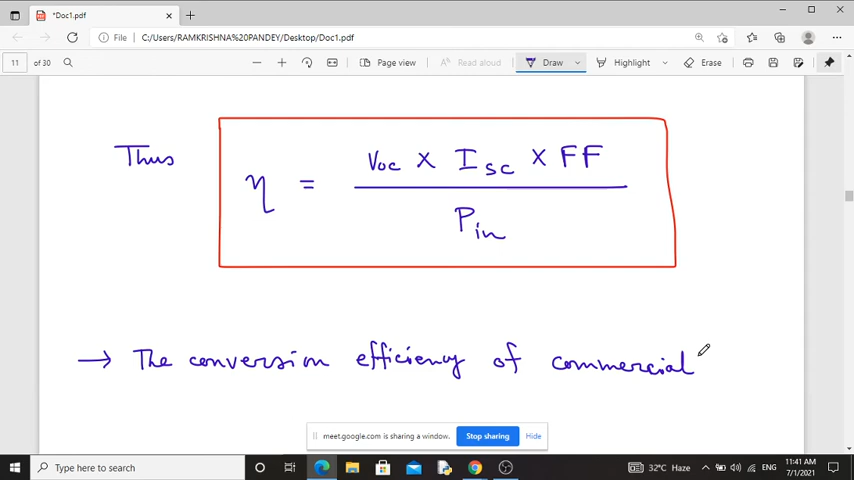 *Doc1.pdf
File C:/Users/RAMKRISHNA%20PANDEY/Desktop/Doc1.pdf
11 of 30 Page view Read aloud Draw Highlight Erase
Thus η = Voc × Isc × FF
Pin
→ The conversion efficiency of commercial
meet.google.com is sharing a window. Stop sharing Hide
Type here to search 32°C Haze ENG 11:41 AM
7/1/2021